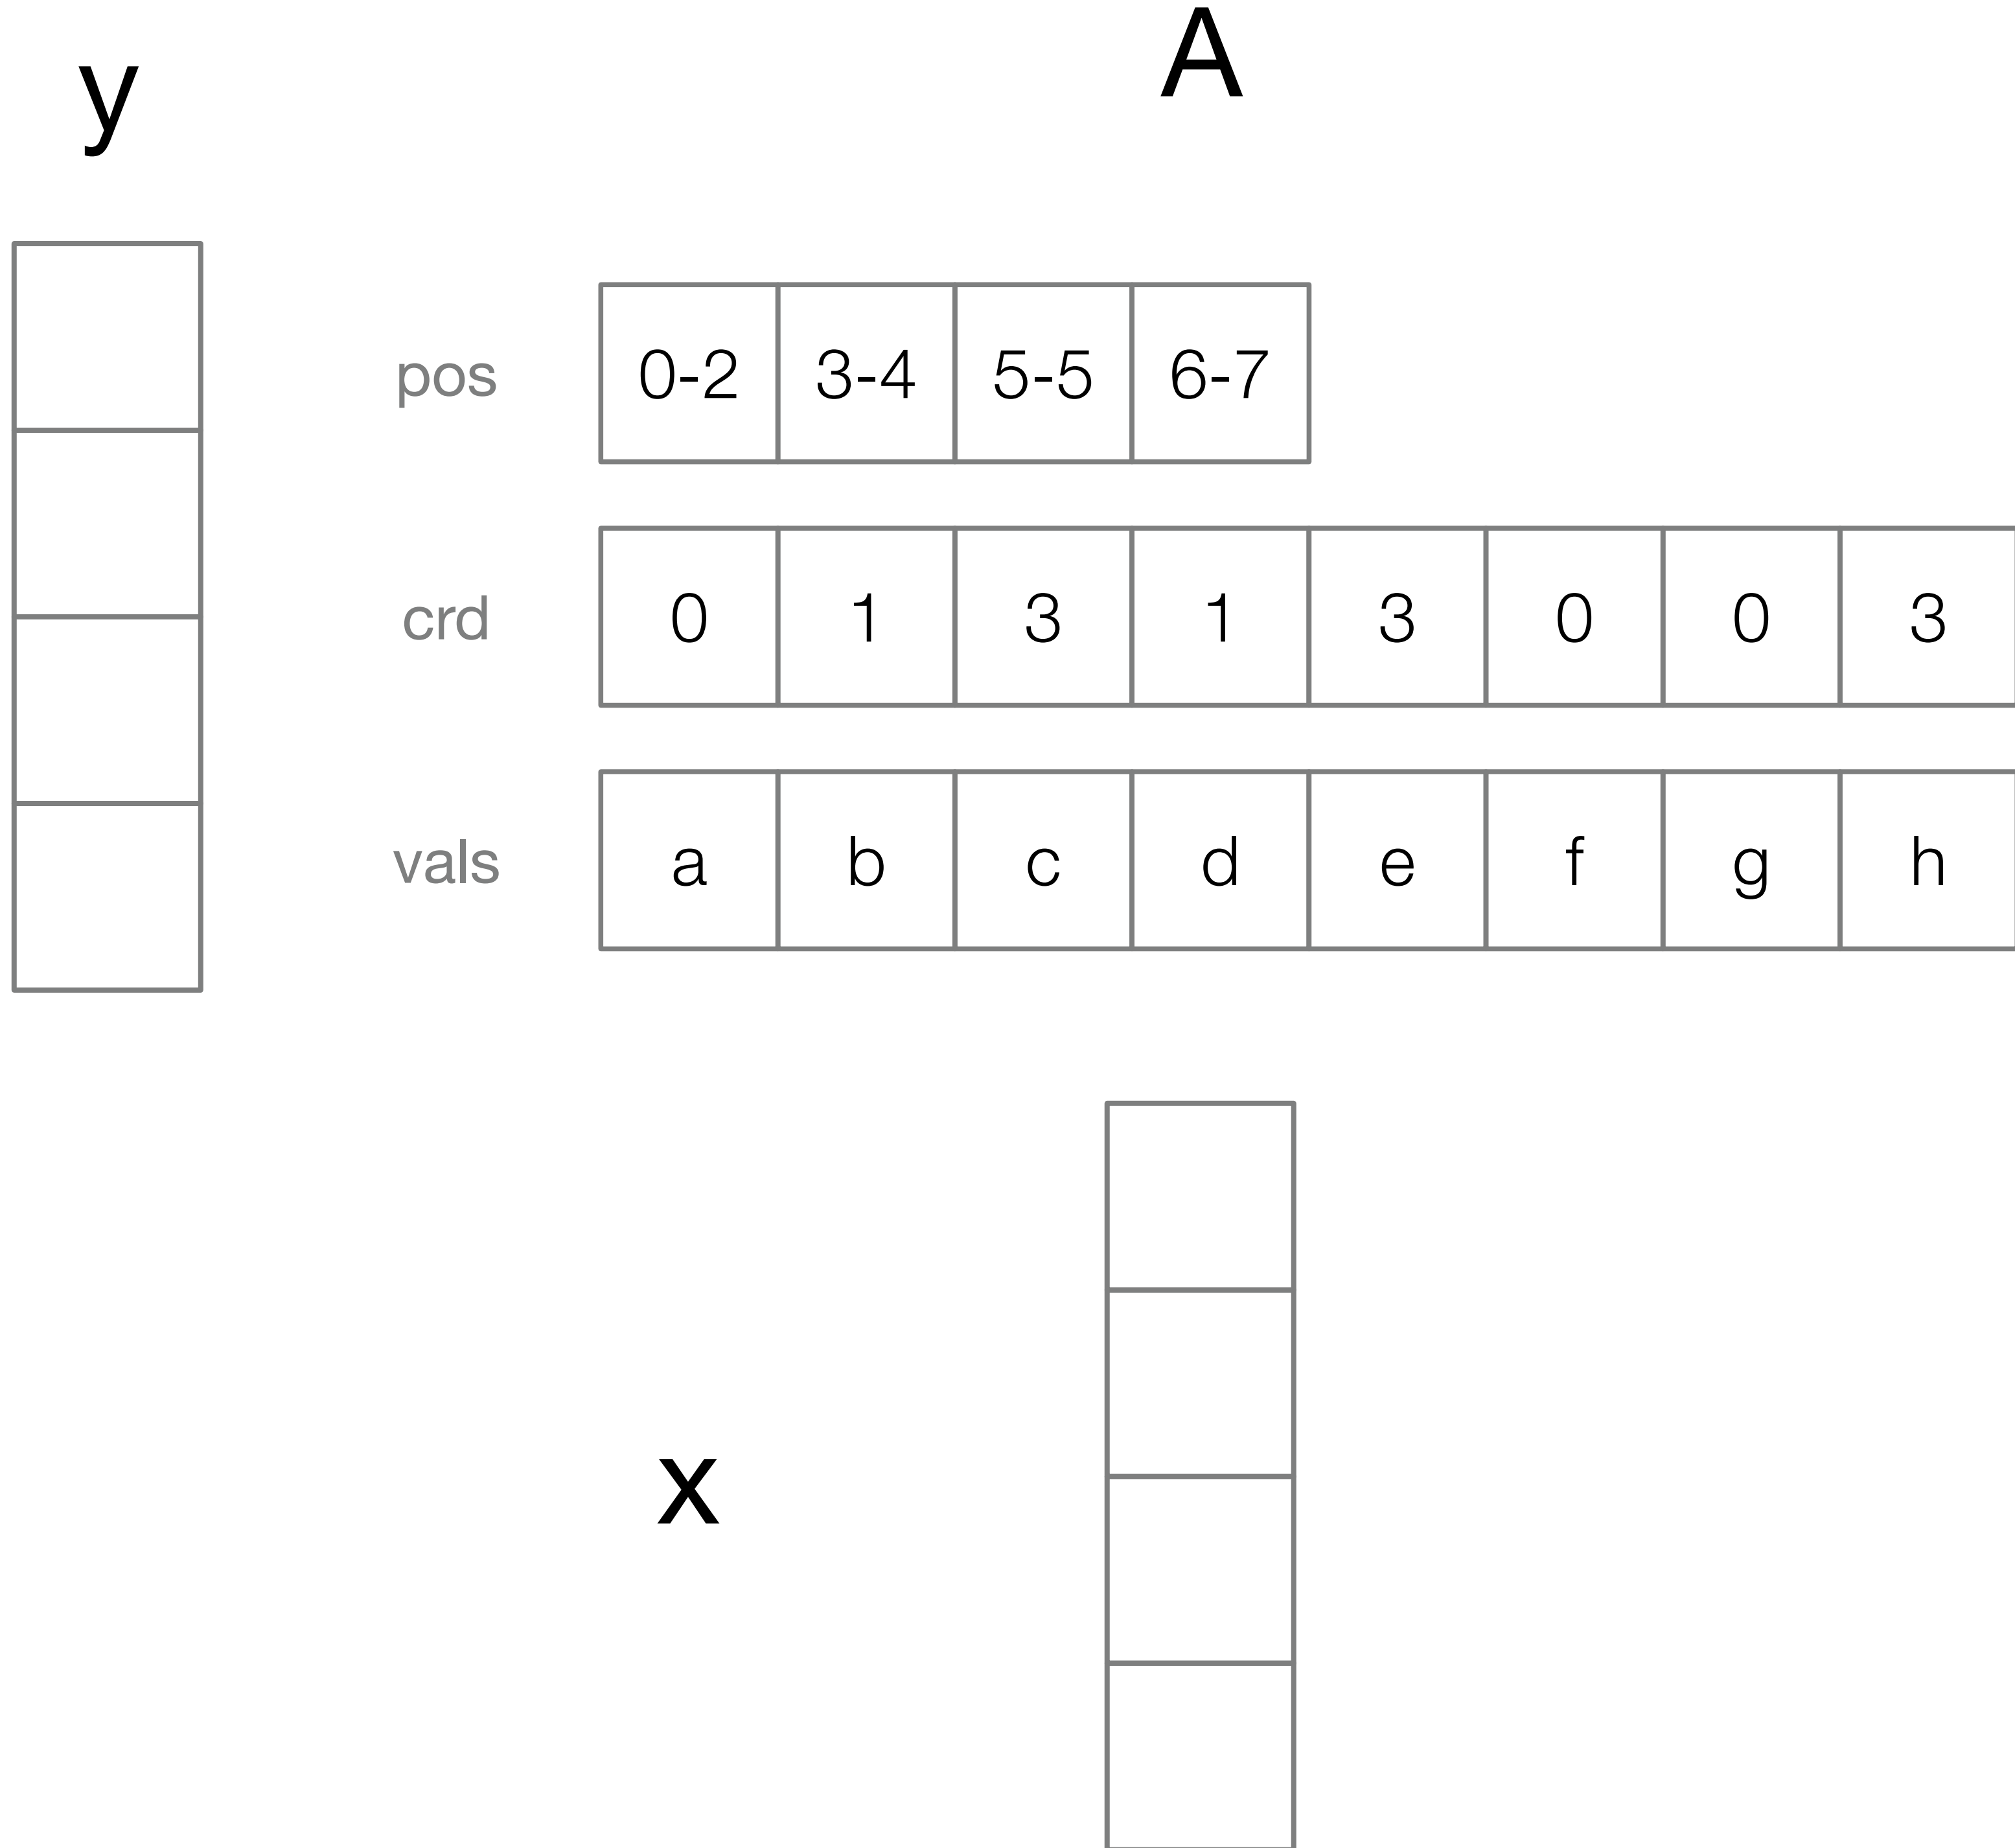 A
y
pos 0-2 3-4 5-5 6-7
crd 0 1 3 1 3 0 0 3
vals a b c d e f g h
x